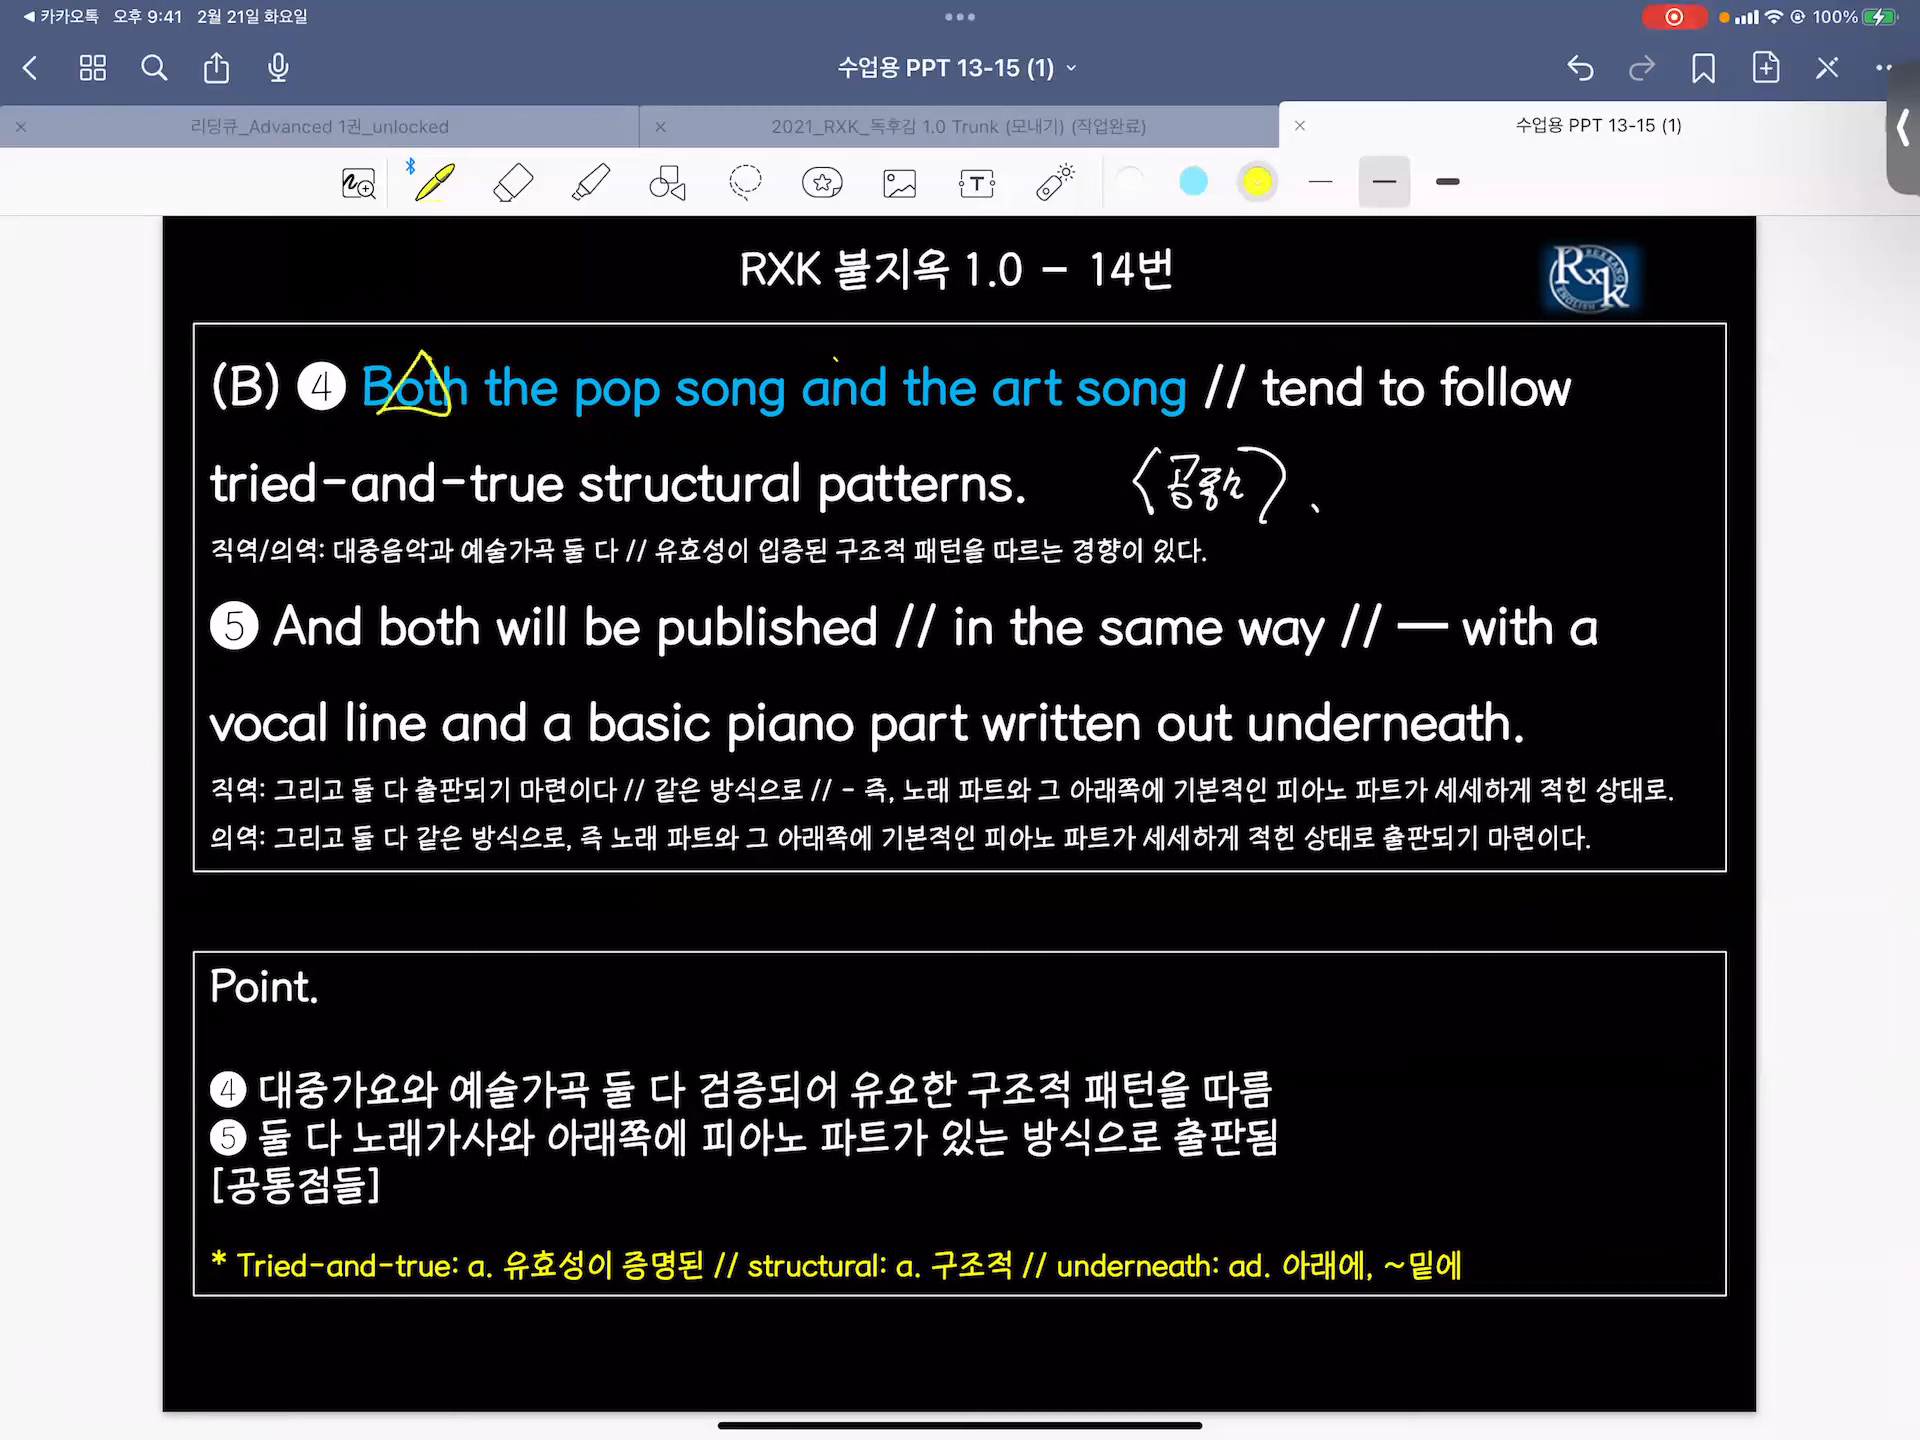 ◀ 카카오톡 오후 9:41 2월 21일 화요일
100%
수업용 PPT 13-15 (1)
리딩큐_Advanced 1권_unlocked
2021_RXK_독후감 1.0 Trunk (모내기) (작업완료)
수업용 PPT 13-15 (1)
RXK 불지옥 1.0 – 14번
RXK
ENGLISH
(B) ❹ Both the pop song and the art song // tend to follow
tried-and-true structural patterns.
직역/의역: 대중음악과 예술가곡 둘 다 // 유효성이 입증된 구조적 패턴을 따르는 경향이 있다.
❺ And both will be published // in the same way // — with a
vocal line and a basic piano part written out underneath.
직역: 그리고 둘 다 출판되기 마련이다 // 같은 방식으로 // - 즉, 노래 파트와 그 아래쪽에 기본적인 피아노 파트가 세세하게 적힌 상태로.
의역: 그리고 둘 다 같은 방식으로, 즉 노래 파트와 그 아래쪽에 기본적인 피아노 파트가 세세하게 적힌 상태로 출판되기 마련이다.
Point.
❹ 대중가요와 예술가곡 둘 다 검증되어 유요한 구조적 패턴을 따름
❺ 둘 다 노래가사와 아래쪽에 피아노 파트가 있는 방식으로 출판됨
[공통점들]
* Tried-and-true: a. 유효성이 증명된 // structural: a. 구조적 // underneath: ad. 아래에, ~밑에